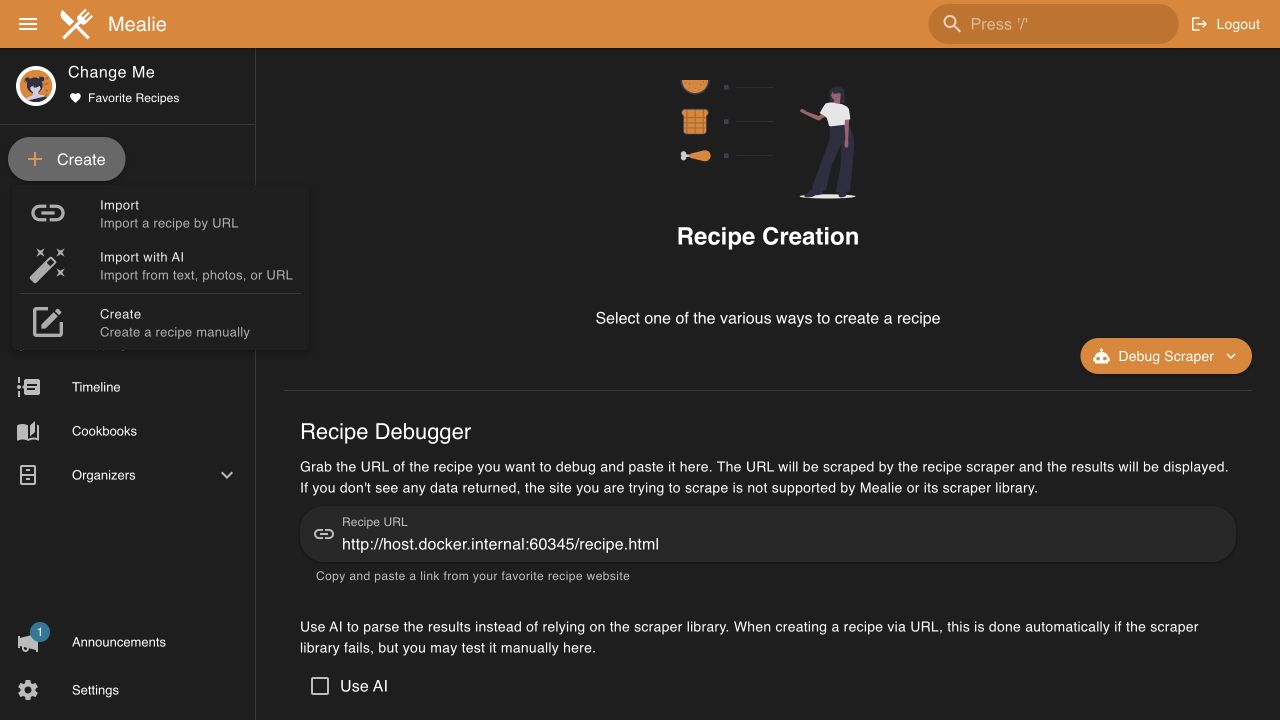 Mealie
Press '/'
Logout
Change Me
Favorite Recipes
Create
Import
Import a recipe by URL
Import with AI
Import from text, photos, or URL
Create
Create a recipe manually
Timeline
Cookbooks
Organizers
1
Announcements
Settings
Recipe Creation
Select one of the various ways to create a recipe
Debug Scraper
Recipe Debugger
Grab the URL of the recipe you want to debug and paste it here. The URL will be scraped by the recipe scraper and the results will be displayed.
If you don't see any data returned, the site you are trying to scrape is not supported by Mealie or its scraper library.
Recipe URL
http://host.docker.internal:60345/recipe.html
Copy and paste a link from your favorite recipe website
Use AI to parse the results instead of relying on the scraper library. When creating a recipe via URL, this is done automatically if the scraper
library fails, but you may test it manually here.
Use AI